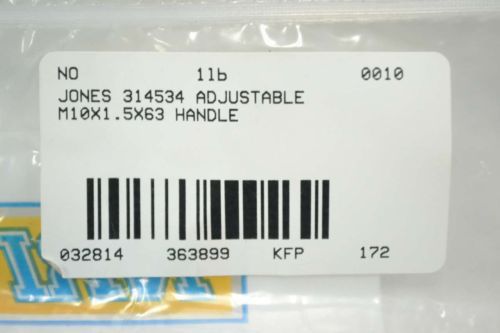 NO 1lb 0010
JONES 314534 ADJUSTABLE
M10X1.5X63 HANDLE
032814 363899 KFP 172